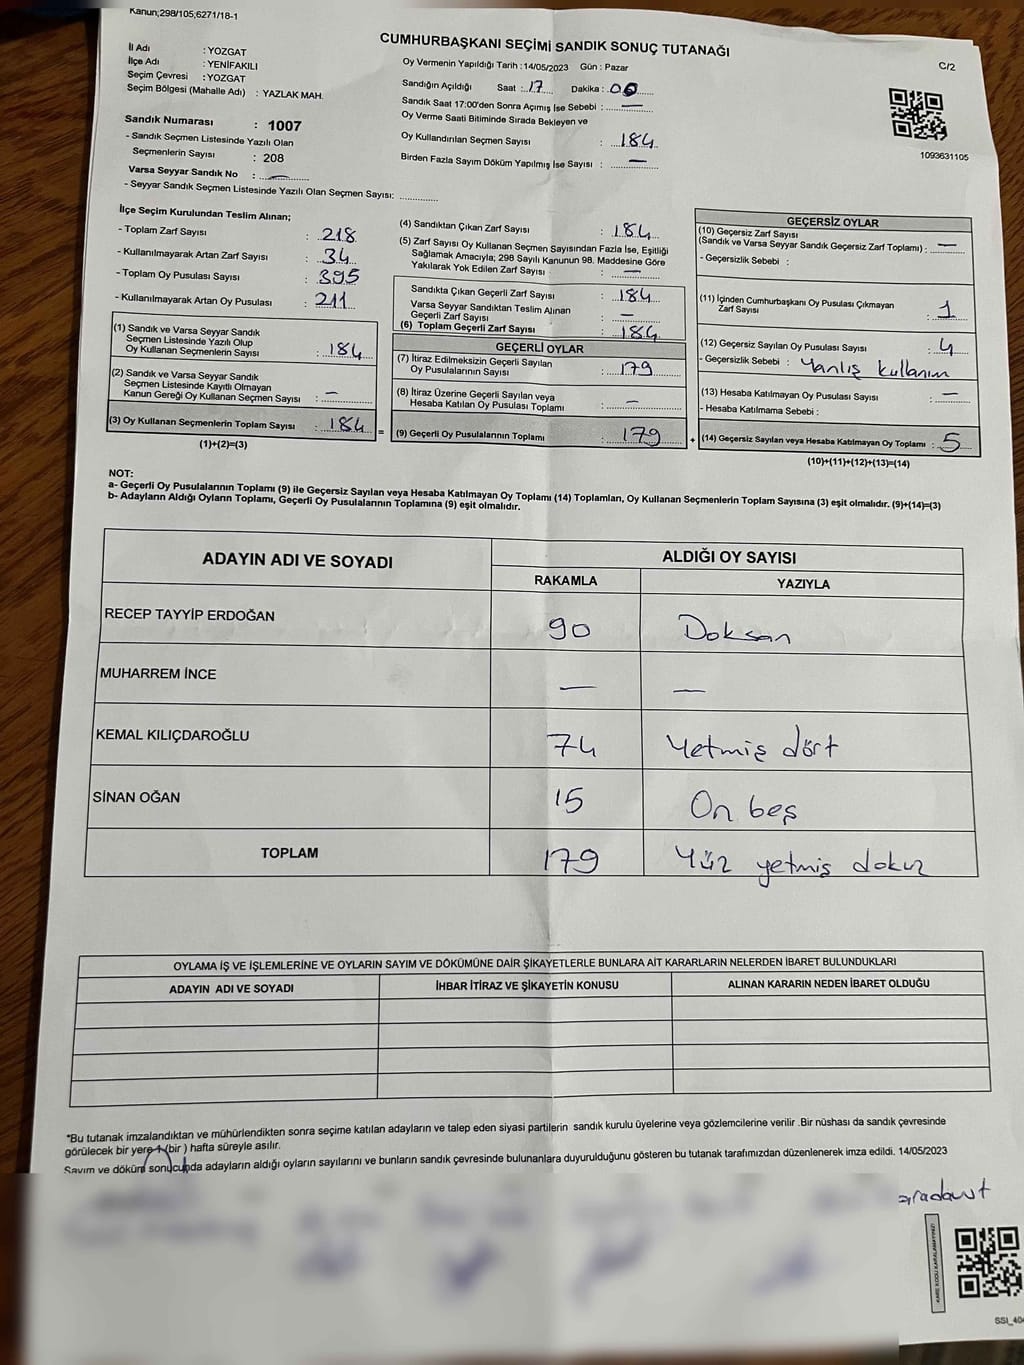 Kanun;298/105;6271/18-1
CUMHURBAŞKANI SEÇİMİ SANDIK SONUÇ TUTANAĞI
C/2
İl Adı : YOZGAT
İlçe Adı : YENİFAKILI
Seçim Çevresi : YOZGAT
Seçim Bölgesi (Mahalle Adı) : YAZLAK MAH.
Sandık Numarası : 1007
- Sandık Seçmen Listesinde Yazılı Olan
Seçmenlerin Sayısı : 208
Varsa Seyyar Sandık No : —
- Seyyar Sandık Seçmen Listesinde Yazılı Olan Seçmen Sayısı:
Oy Vermenin Yapıldığı Tarih : 14/05/2023 Gün : Pazar
Sandığın Açıldığı Saat : 17 Dakika : 00
Sandık Saat 17:00'den Sonra Açımış İse Sebebi : —
Oy Verme Saati Bitiminde Sırada Bekleyen ve
Oy Kullandırılan Seçmen Sayısı : 184
Birden Fazla Sayım Döküm Yapılmış İse Sayısı : —
1093631105
İlçe Seçim Kurulundan Teslim Alınan;
- Toplam Zarf Sayısı : 218
- Kullanılmayarak Artan Zarf Sayısı : 34
- Toplam Oy Pusulası Sayısı : 395
- Kullanılmayarak Artan Oy Pusulası : 211
(1) Sandık ve Varsa Seyyar Sandık
Seçmen Listesinde Yazılı Olup
Oy Kullanan Seçmenlerin Sayısı : 184
(2) Sandık ve Varsa Seyyar Sandık
Seçmen Listesinde Kayıtlı Olmayan
Kanun Gereği Oy Kullanan Seçmen Sayısı : —
(3) Oy Kullanan Seçmenlerin Toplam Sayısı : 184 =
(1)+(2)=(3)
(4) Sandıktan Çıkan Zarf Sayısı : 184
(5) Zarf Sayısı Oy Kullanan Seçmen Sayısından Fazla İse, Eşitliği
Sağlamak Amacıyla; 298 Sayılı Kanunun 98. Maddesine Göre
Yakılarak Yok Edilen Zarf Sayısı : —
Sandıkta Çıkan Geçerli Zarf Sayısı : 184
Varsa Seyyar Sandıktan Teslim Alınan
Geçerli Zarf Sayısı : —
(6) Toplam Geçerli Zarf Sayısı : 184
GEÇERLİ OYLAR
(7) İtiraz Edilmeksizin Geçerli Sayılan
Oy Pusulalarının Sayısı : 179
(8) İtiraz Üzerine Geçerli Sayılan veya
Hesaba Katılan Oy Pusulası Toplamı : —
(9) Geçerli Oy Pusulalarının Toplamı : 179 +
GEÇERSİZ OYLAR
(10) Geçersiz Zarf Sayısı
(Sandık ve Varsa Seyyar Sandık Geçersiz Zarf Toplamı) : —
- Geçersizlik Sebebi :
(11) İçinden Cumhurbaşkanı Oy Pusulası Çıkmayan
Zarf Sayısı : 1
(12) Geçersiz Sayılan Oy Pusulası Sayısı : 4
- Geçersizlik Sebebi : Yanlış kullanım
(13) Hesaba Katılmayan Oy Pusulası Sayısı : —
- Hesaba Katılmama Sebebi :
(14) Geçersiz Sayılan veya Hesaba Katılmayan Oy Toplamı : 5
(10)+(11)+(12)+(13)=(14)
NOT:
a- Geçerli Oy Pusulalarının Toplamı (9) ile Geçersiz Sayılan veya Hesaba Katılmayan Oy Toplamı (14) Toplamları, Oy Kullanan Seçmenlerin Toplam Sayısına (3) eşit olmalıdır. (9)+(14)=(3)
b- Adayların Aldığı Oyların Toplamı, Geçerli Oy Pusulalarının Toplamına (9) eşit olmalıdır.
ADAYIN ADI VE SOYADI ALDIĞI OY SAYISI
RAKAMLA YAZIYLA
RECEP TAYYİP ERDOĞAN 90 Doksan
MUHARREM İNCE — —
KEMAL KILIÇDAROĞLU 74 Yetmiş dört
SİNAN OĞAN 15 On beş
TOPLAM 179 Yüz yetmiş dokuz
OYLAMA İŞ VE İŞLEMLERİNE VE OYLARIN SAYIM VE DÖKÜMÜNE DAİR ŞİKAYETLERLE BUNLARA AİT KARARLARIN NELERDEN İBARET BULUNDUKLARI
ADAYIN ADI VE SOYADI İHBAR İTİRAZ VE ŞİKAYETİN KONUSU ALINAN KARARIN NEDEN İBARET OLDUĞU
*Bu tutanak imzalandıktan ve mühürlendikten sonra seçime katılan adayların ve talep eden siyasi partilerin sandık kurulu üyelerine veya gözlemcilerine verilir .Bir nüshası da sandık çevresinde
görülecek bir yere 1 (bir ) hafta süreyle asılır.
Sayım ve döküm sonucunda adayların aldığı oyların sayılarını ve bunların sandık çevresinde bulunanlara duyurulduğunu gösteren bu tutanak tarafımızdan düzenlenerek imza edildi. 14/05/2023